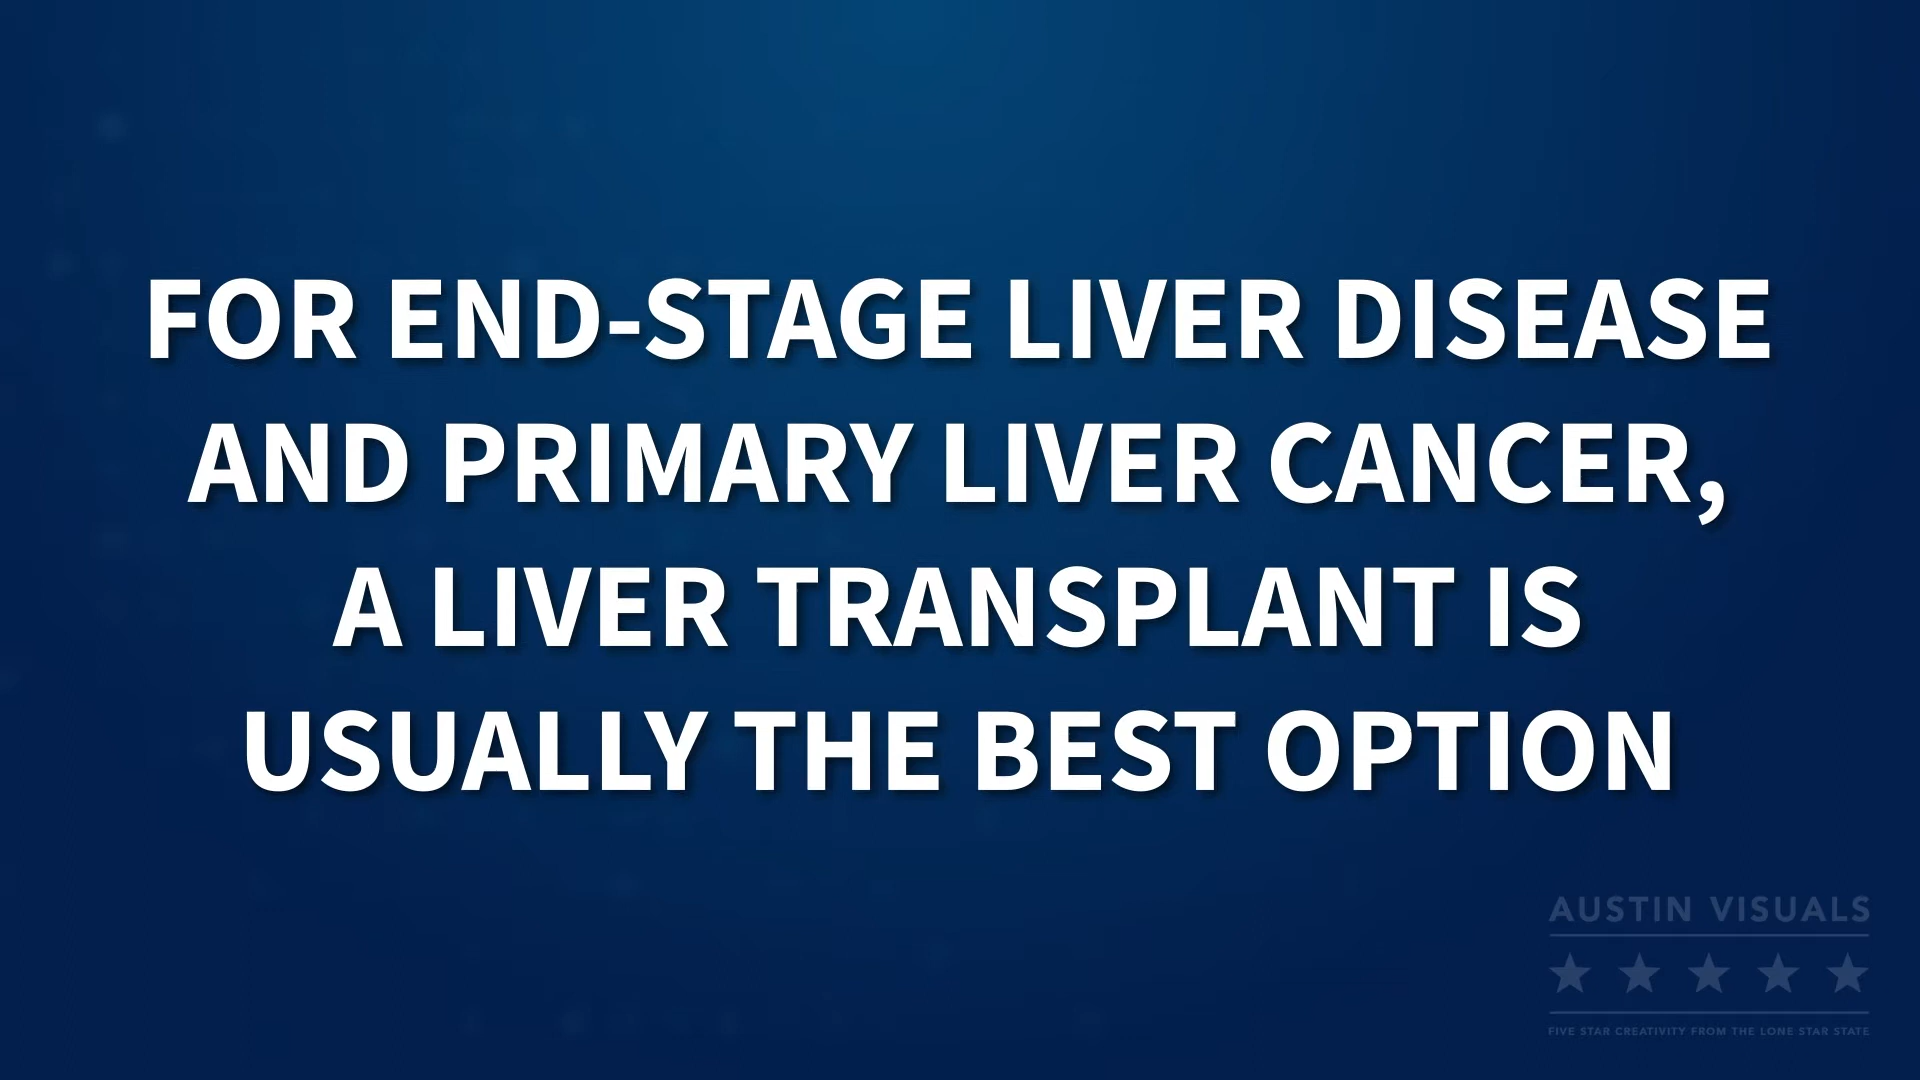 FOR END-STAGE LIVER DISEASE
AND PRIMARY LIVER CANCER,
A LIVER TRANSPLANT IS
USUALLY THE BEST OPTION
AUSTIN VISUALS
FIVE STAR CREATIVITY FROM THE LONE STAR STATE